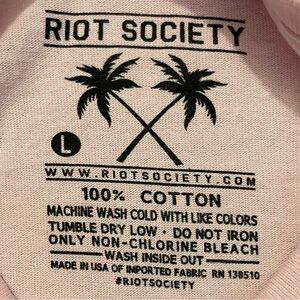 RIOT SOCIETY
L
WWW.RIOTSOCIETY.COM
100% COTTON
MACHINE WASH COLD WITH LIKE COLORS
TUMBLE DRY LOW · DO NOT IRON
ONLY NON-CHLORINE BLEACH
WASH INSIDE OUT
MADE IN USA OF IMPORTED FABRIC RN 138510
#RIOTSOCIETY